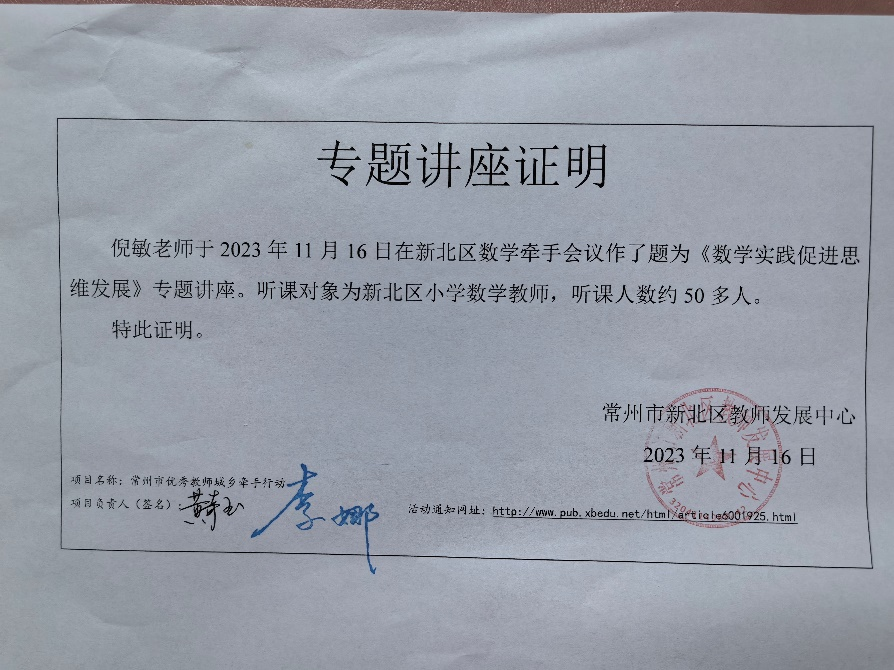 专题讲座证明
倪敏老师于 2023 年 11 月 16 日在新北区数学牵手会议作了题为《数学实践促进思
维发展》专题讲座。听课对象为新北区小学数学教师，听课人数约 50 多人。
特此证明。
常州市新北区教师发展中心
2023 年 11 月 16 日
项目名称：常州市优秀教师城乡牵手行动
项目负责人（签名）：
李娜
活动通知网址：http://www.pub.xbedu.net/html/article6001925.html